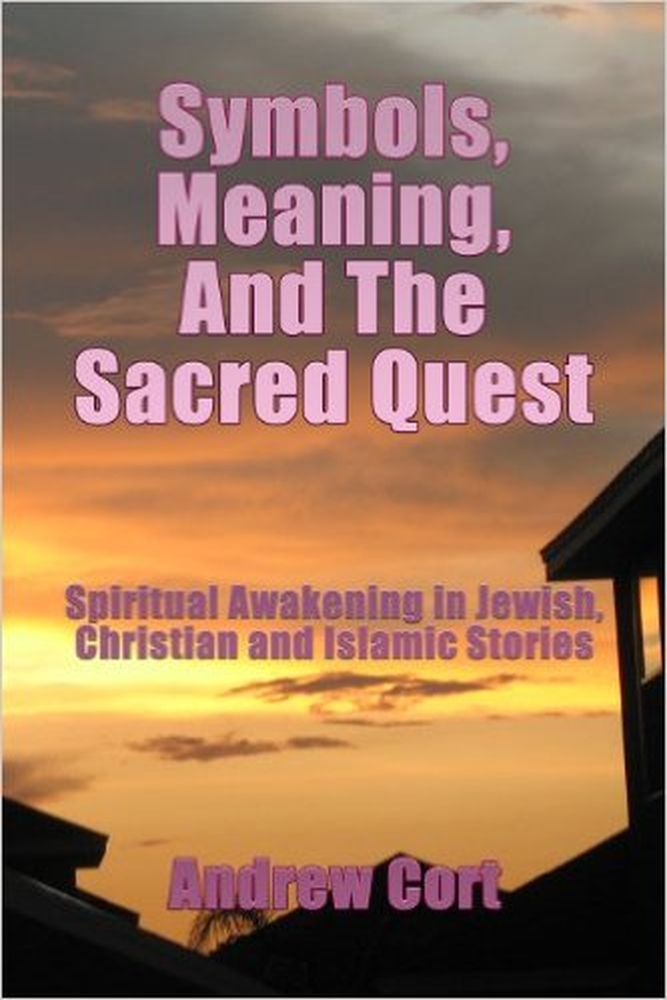 Symbols,
Meaning,
And The
Sacred Quest
Spiritual Awakening in Jewish,
Christian and Islamic Stories
Andrew Cort